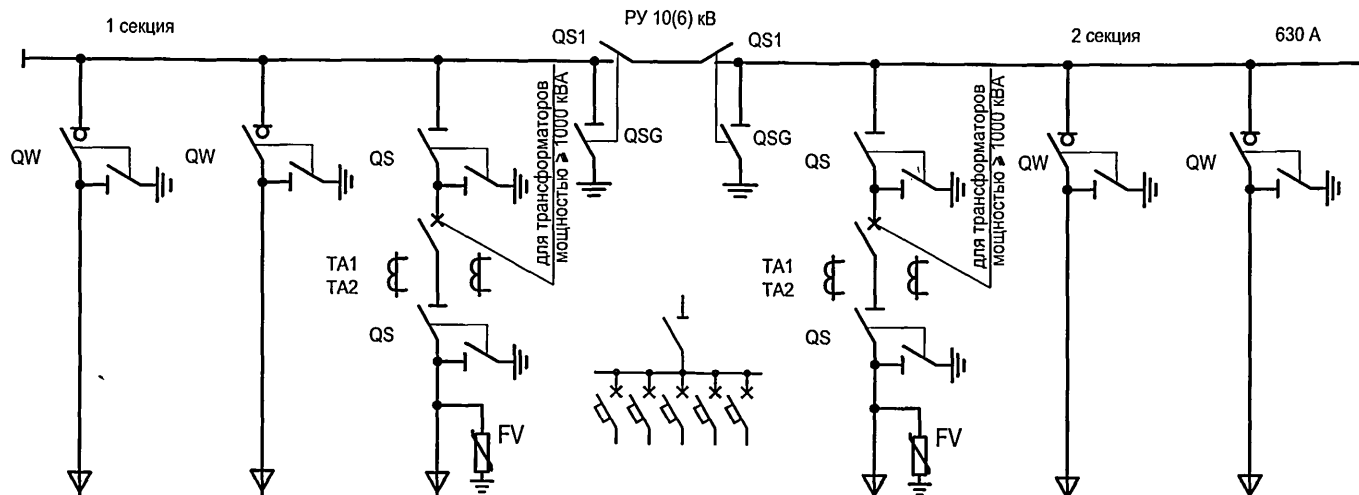 РУ 10(6) кВ
1 секция
QS1
QS1
2 секция
630 А
QW
QW
QS
QSG
QSG
QS
QW
QW
для трансформаторов
мощностью ⩾ 1000 кВА
для трансформаторов
мощностью ⩾ 1000 кВА
TA1
TA2
TA1
TA2
QS
QS
FV
FV